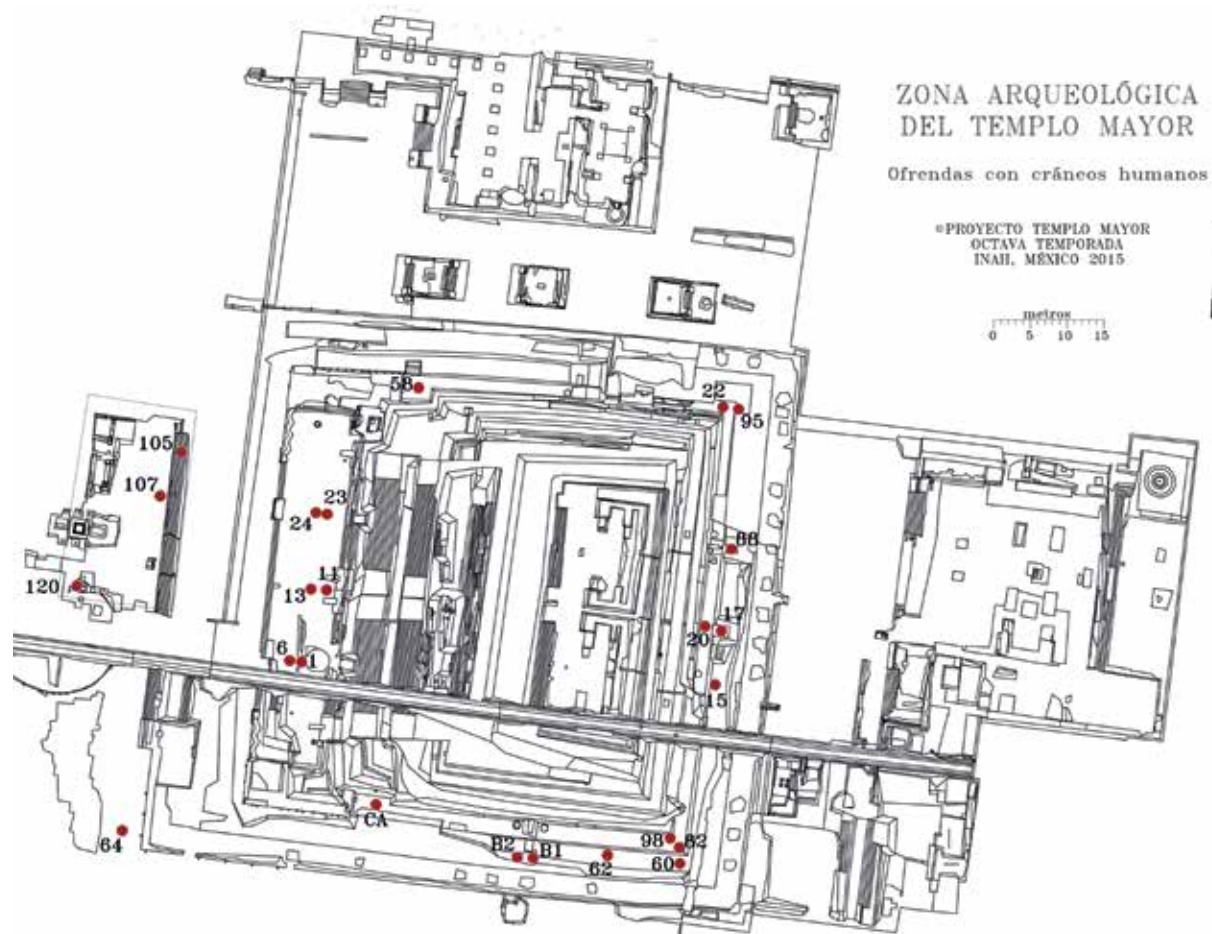 ZONA ARQUEOLÓGICA
DEL TEMPLO MAYOR
Ofrendas con cráneos humanos
©PROYECTO TEMPLO MAYOR
OCTAVA TEMPORADA
INAH, MÉXICO 2015
metros
0 5 10 15
58
22
95
105
107
23
24
88
120
13
11
17
20
6
1
15
CA
64
98
82
B2
B1
62
60